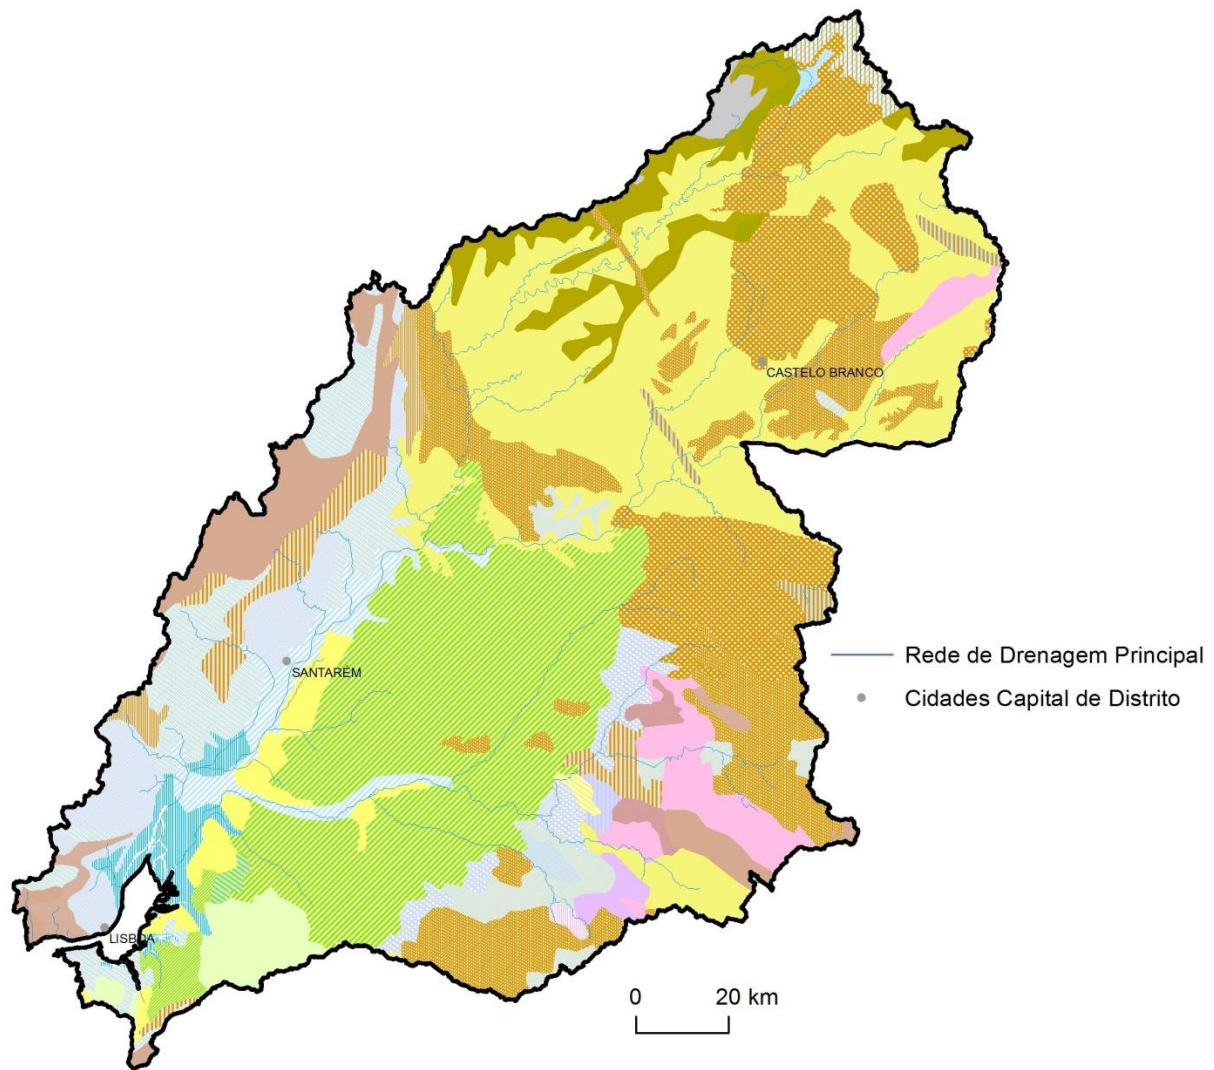 CASTELO BRANCO
Rede de Drenagem Principal
SANTARÉM
Cidades Capital de Distrito
LISBOA
0 20 km